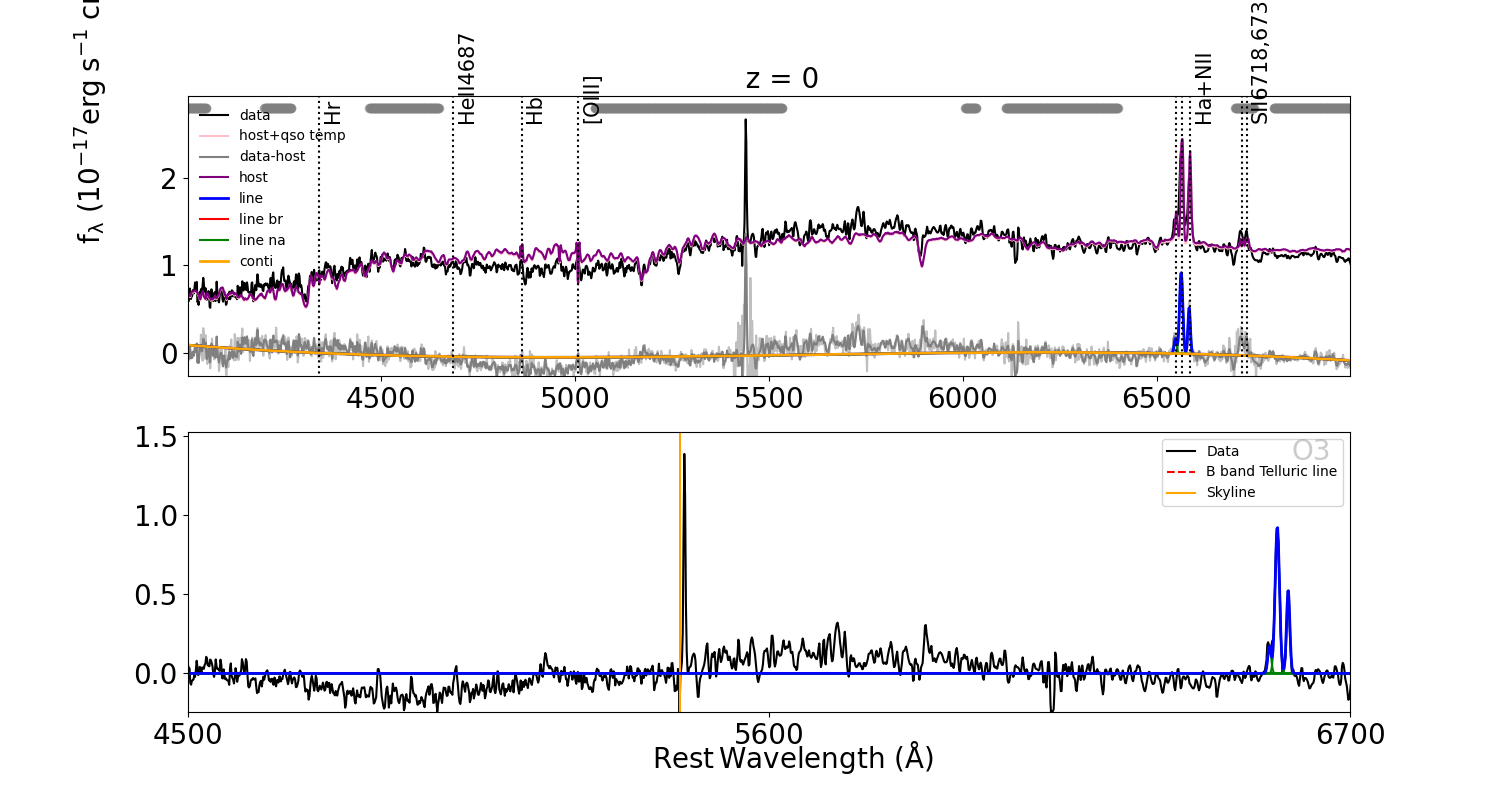 z = 0
f_λ (10^−17 erg s^−1
Hr
HeII4687
Hb
[OIII]
Ha+NII
SII6718,673
data
host+qso temp
data-host
host
line
line br
line na
conti
2
1
0
4500 5000 5500 6000 6500
O3
Data
B band Telluric line
Skyline
1.5
1.0
0.5
0.0
4500 5600 6700
Rest Wavelength (Å)